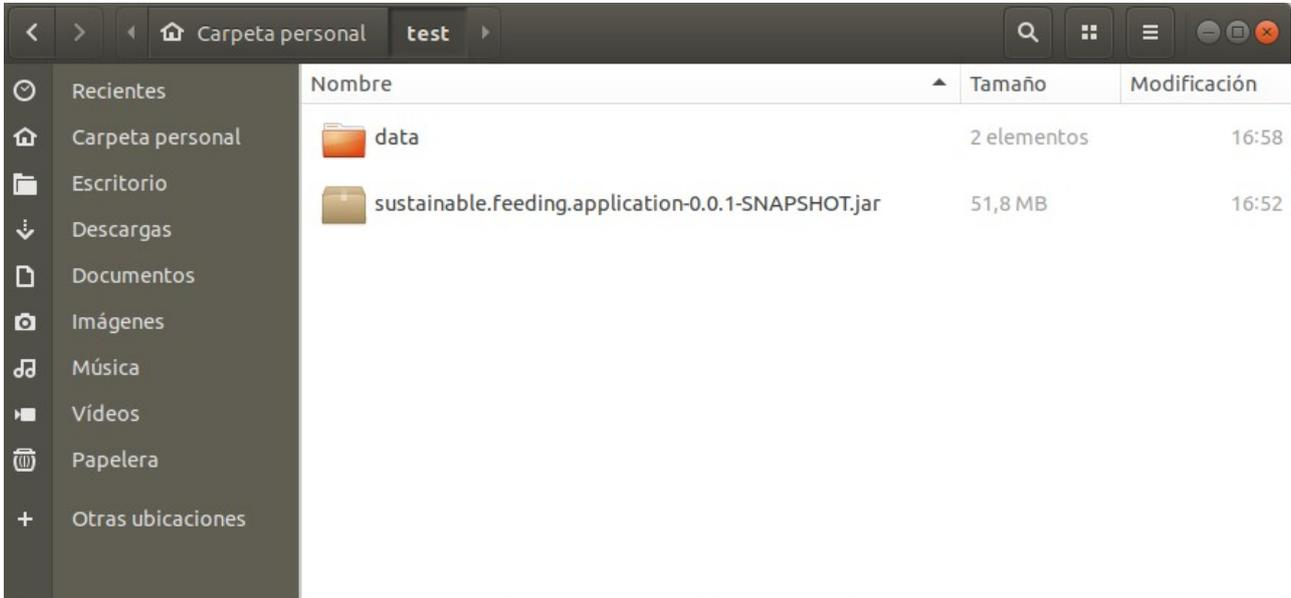 Carpeta personal test
Recientes
Carpeta personal
Escritorio
Descargas
Documentos
Imágenes
Música
Vídeos
Papelera
Otras ubicaciones
Nombre Tamaño Modificación
data 2 elementos 16:58
sustainable.feeding.application-0.0.1-SNAPSHOT.jar 51,8 MB 16:52